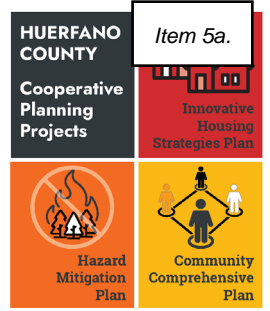 HUERFANO
COUNTY
Cooperative
Planning
Projects
Item 5a.
Innovative
Housing
Strategies Plan
Hazard
Mitigation
Plan
Community
Comprehensive
Plan